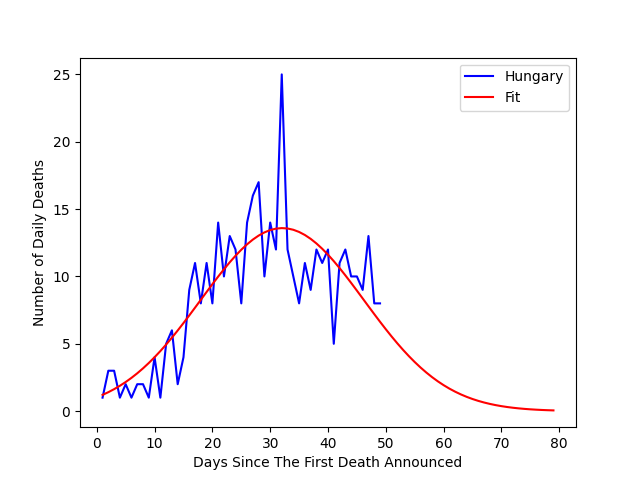 Hungary
Fit
25
20
15
10
5
0
Number of Daily Deaths
0 10 20 30 40 50 60 70 80
Days Since The First Death Announced